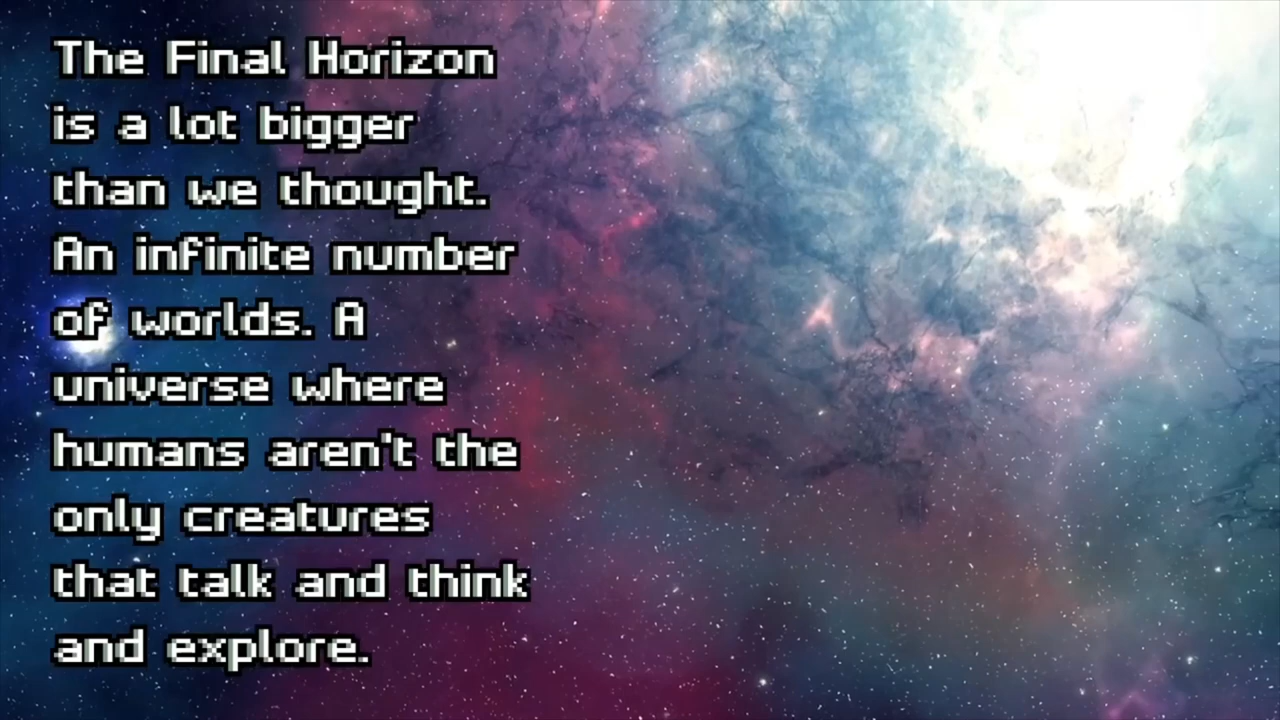 The Final Horizon
is a lot bigger
than we thought.
An infinite number
of worlds. A
universe where
humans aren't the
only creatures
that talk and think
and explore.